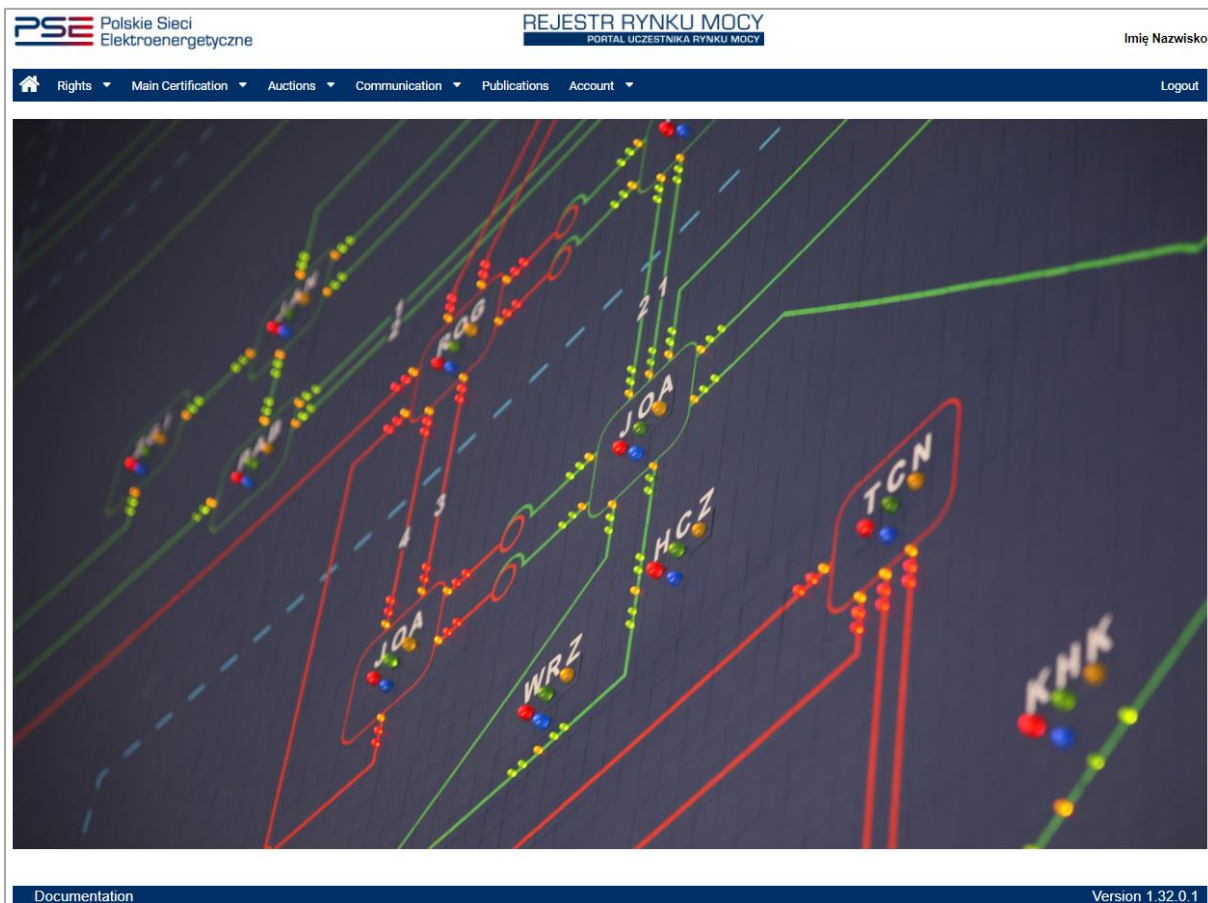 PSE Polskie Sieci
Elektroenergetyczne
REJESTR RYNKU MOCY
PORTAL UCZESTNIKA RYNKU MOCY
Imię Nazwisko
Rights Main Certification Auctions Communication Publications Account Logout
ROG
2 1
JOA
TCN
3
4
HCZ
JOA
WRZ
KHK
Documentation Version 1.32.0.1